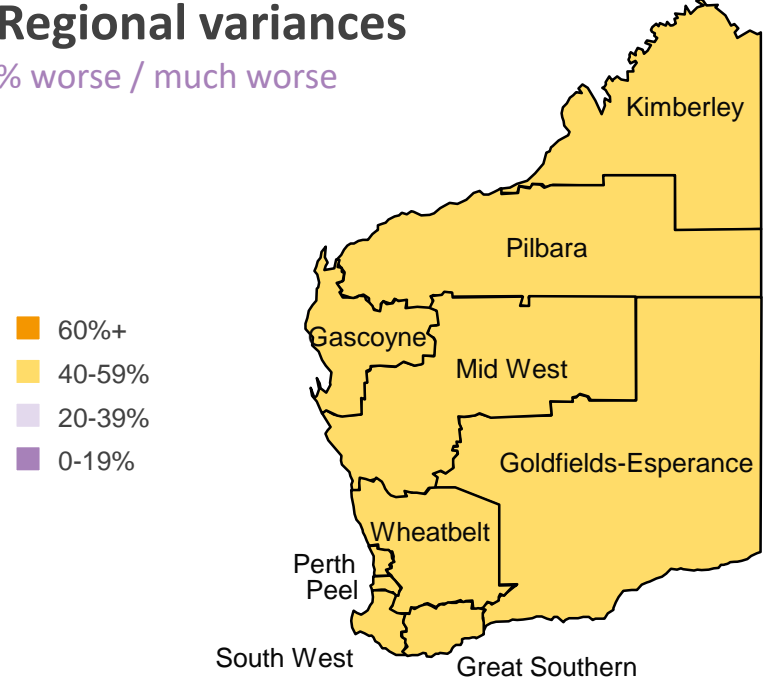 Regional variances
% worse / much worse
Kimberley
Pilbara
Gascoyne
Mid West
Goldfields-Esperance
Wheatbelt
Perth
Peel
South West
Great Southern
60%+
40-59%
20-39%
0-19%